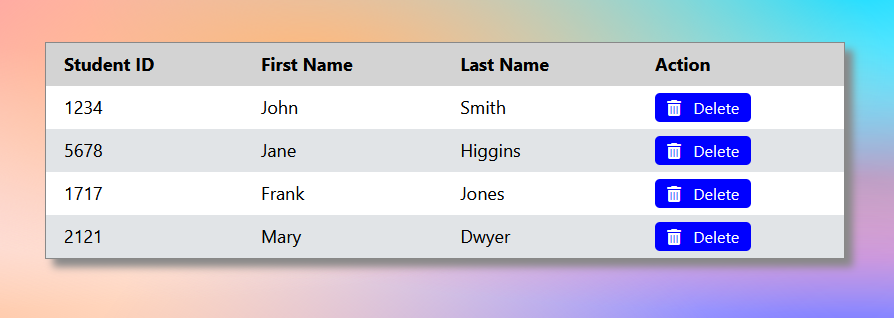 Student ID First Name Last Name Action
1234 John Smith Delete
5678 Jane Higgins Delete
1717 Frank Jones Delete
2121 Mary Dwyer Delete